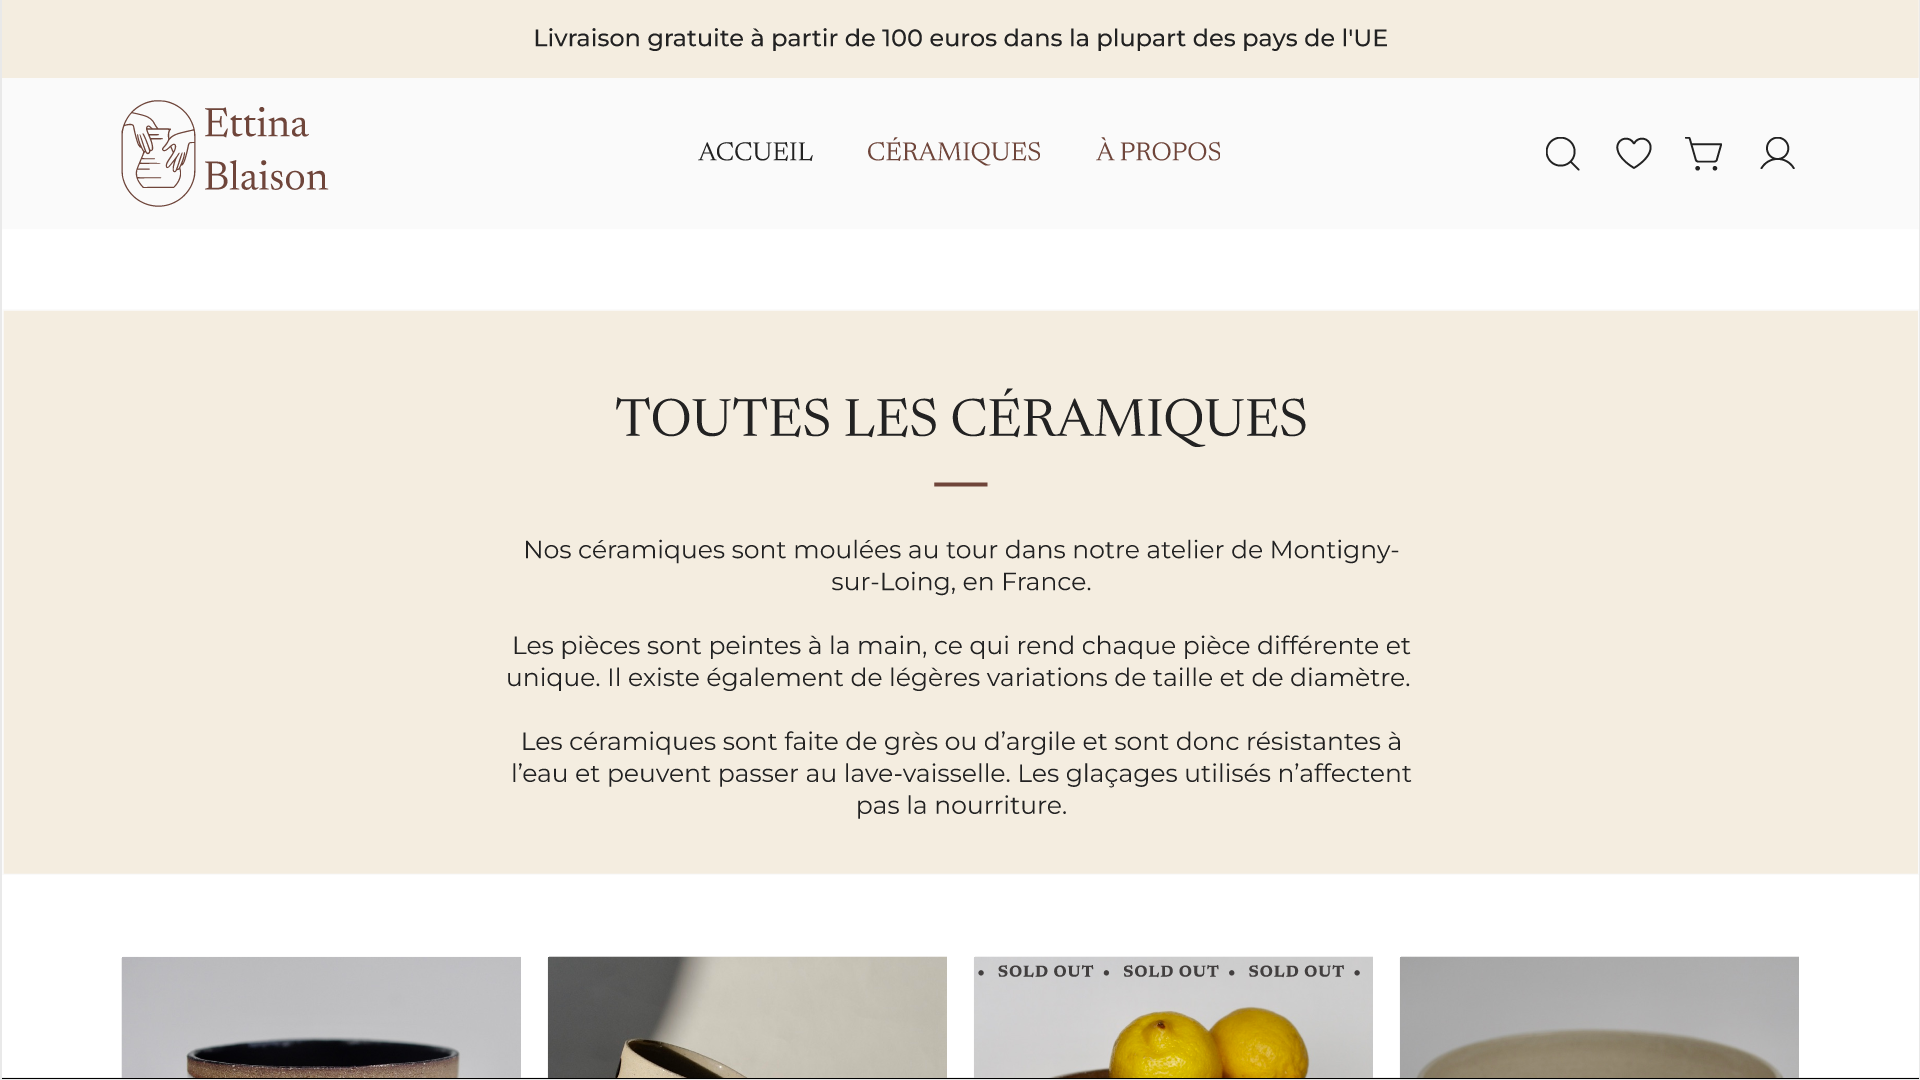 Livraison gratuite à partir de 100 euros dans la plupart des pays de l'UE
Ettina
Blaison
ACCUEIL
CÉRAMIQUES
À PROPOS
TOUTES LES CÉRAMIQUES
Nos céramiques sont moulées au tour dans notre atelier de Montigny-
sur-Loing, en France.
Les pièces sont peintes à la main, ce qui rend chaque pièce différente et
unique. Il existe également de légères variations de taille et de diamètre.
Les céramiques sont faite de grès ou d’argile et sont donc résistantes à
l’eau et peuvent passer au lave-vaisselle. Les glaçages utilisés n’affectent
pas la nourriture.
• SOLD OUT • SOLD OUT • SOLD OUT •